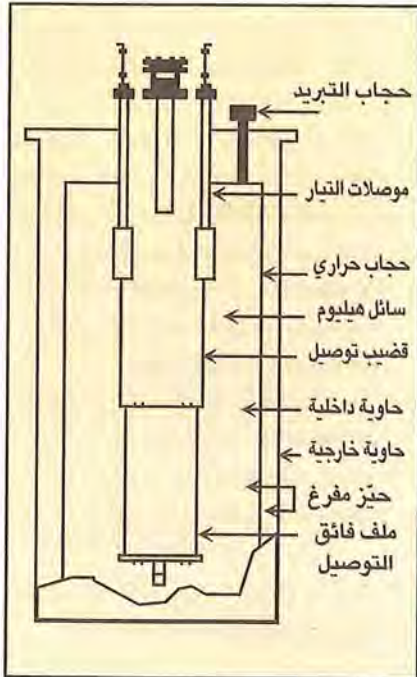 حجاب التبريد
موصلات التيار
حجاب حراري
سائل هيليوم
قضيب توصيل
حاوية داخلية
حاوية خارجية
حيّز مفرغ
ملف فائق
التوصيل